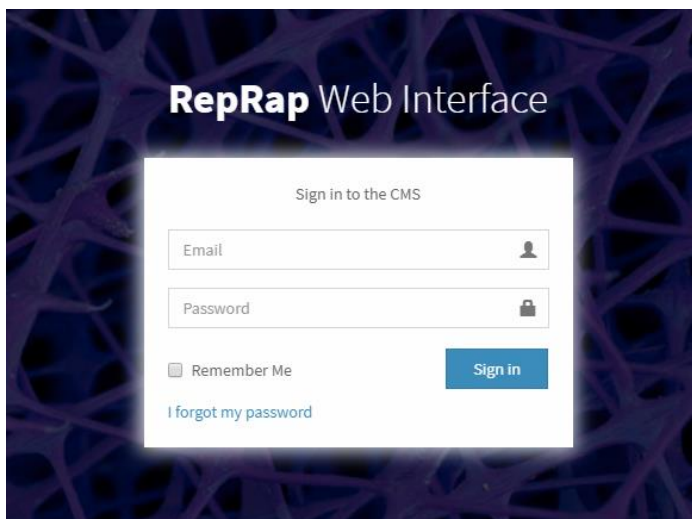 RepRap Web Interface
Sign in to the CMS
Email
Password
Remember Me
Sign in
I forgot my password